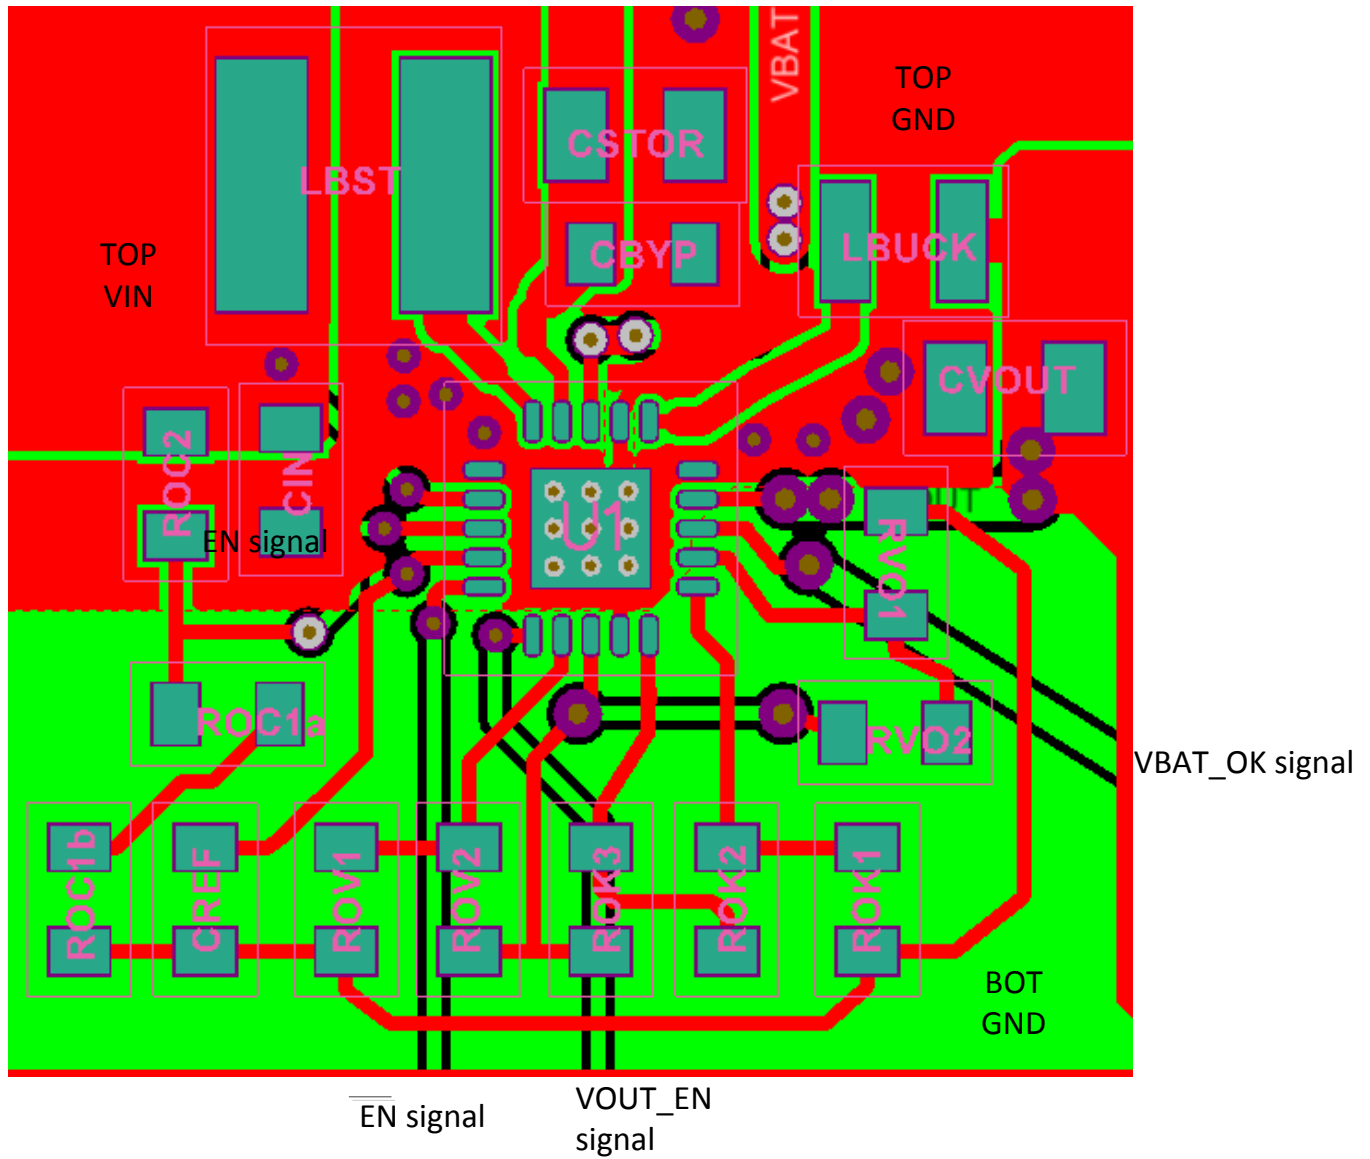 VBAT
TOP
GND
CSTOR
LBST
CBYP
LBUCK
TOP
VIN
CVOUT
ROC2
CIN
EN signal
U1
OUT
RVO1
ROC1a
RVO2
VBAT_OK signal
ROC1b
CREF
ROV1
ROV2
ROK3
ROK2
ROK1
BOT
GND
EN signal
VOUT_EN
signal